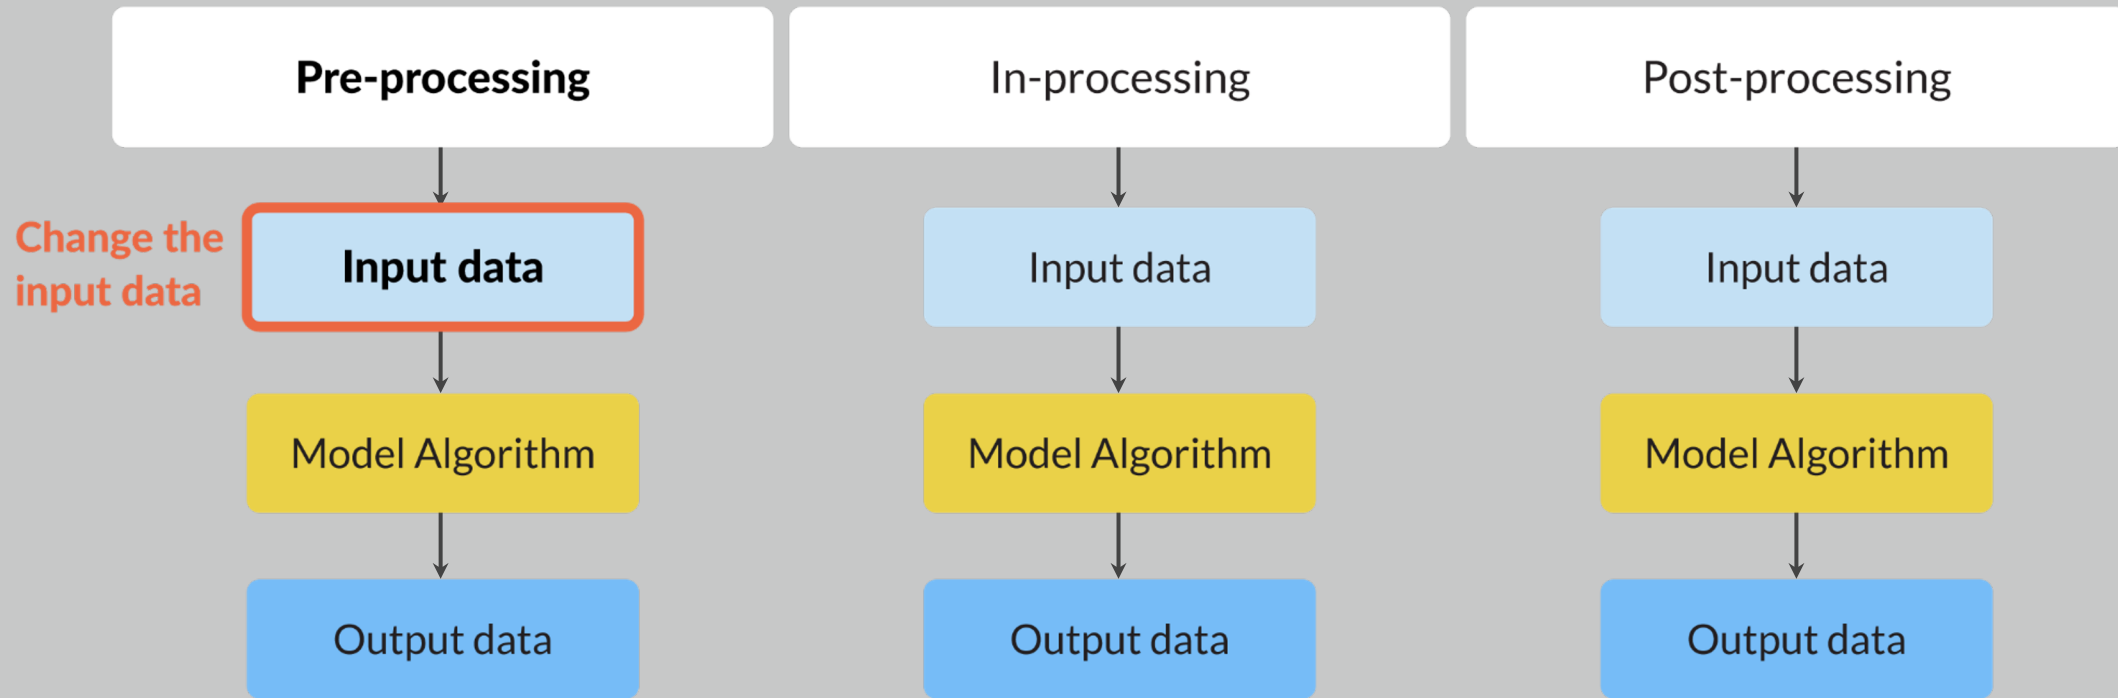 Pre-processing
In-processing
Post-processing
Change the
input data
Input data
Input data
Input data
Model Algorithm
Model Algorithm
Model Algorithm
Output data
Output data
Output data